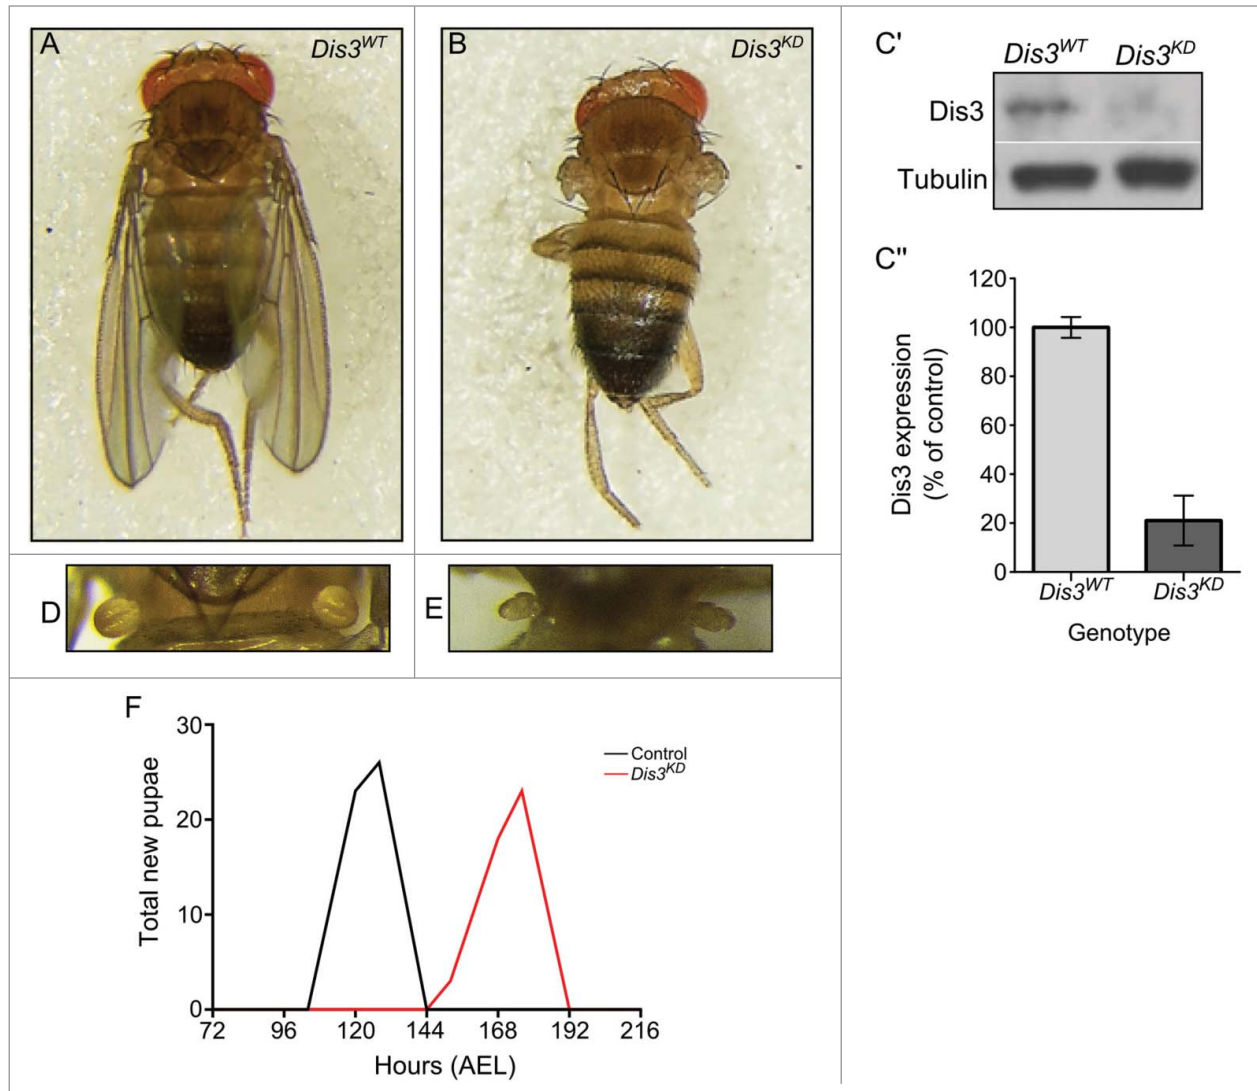 A
Dis3WT
B
Dis3KD
C'
Dis3WT Dis3KD
Dis3
Tubulin
C"
120
100
80
60
40
20
0
Dis3 expression
(% of control)
Dis3WT Dis3KD
Genotype
D
E
F
30
20
10
0
Total new pupae
Control
Dis3KD
72 96 120 144 168 192 216
Hours (AEL)